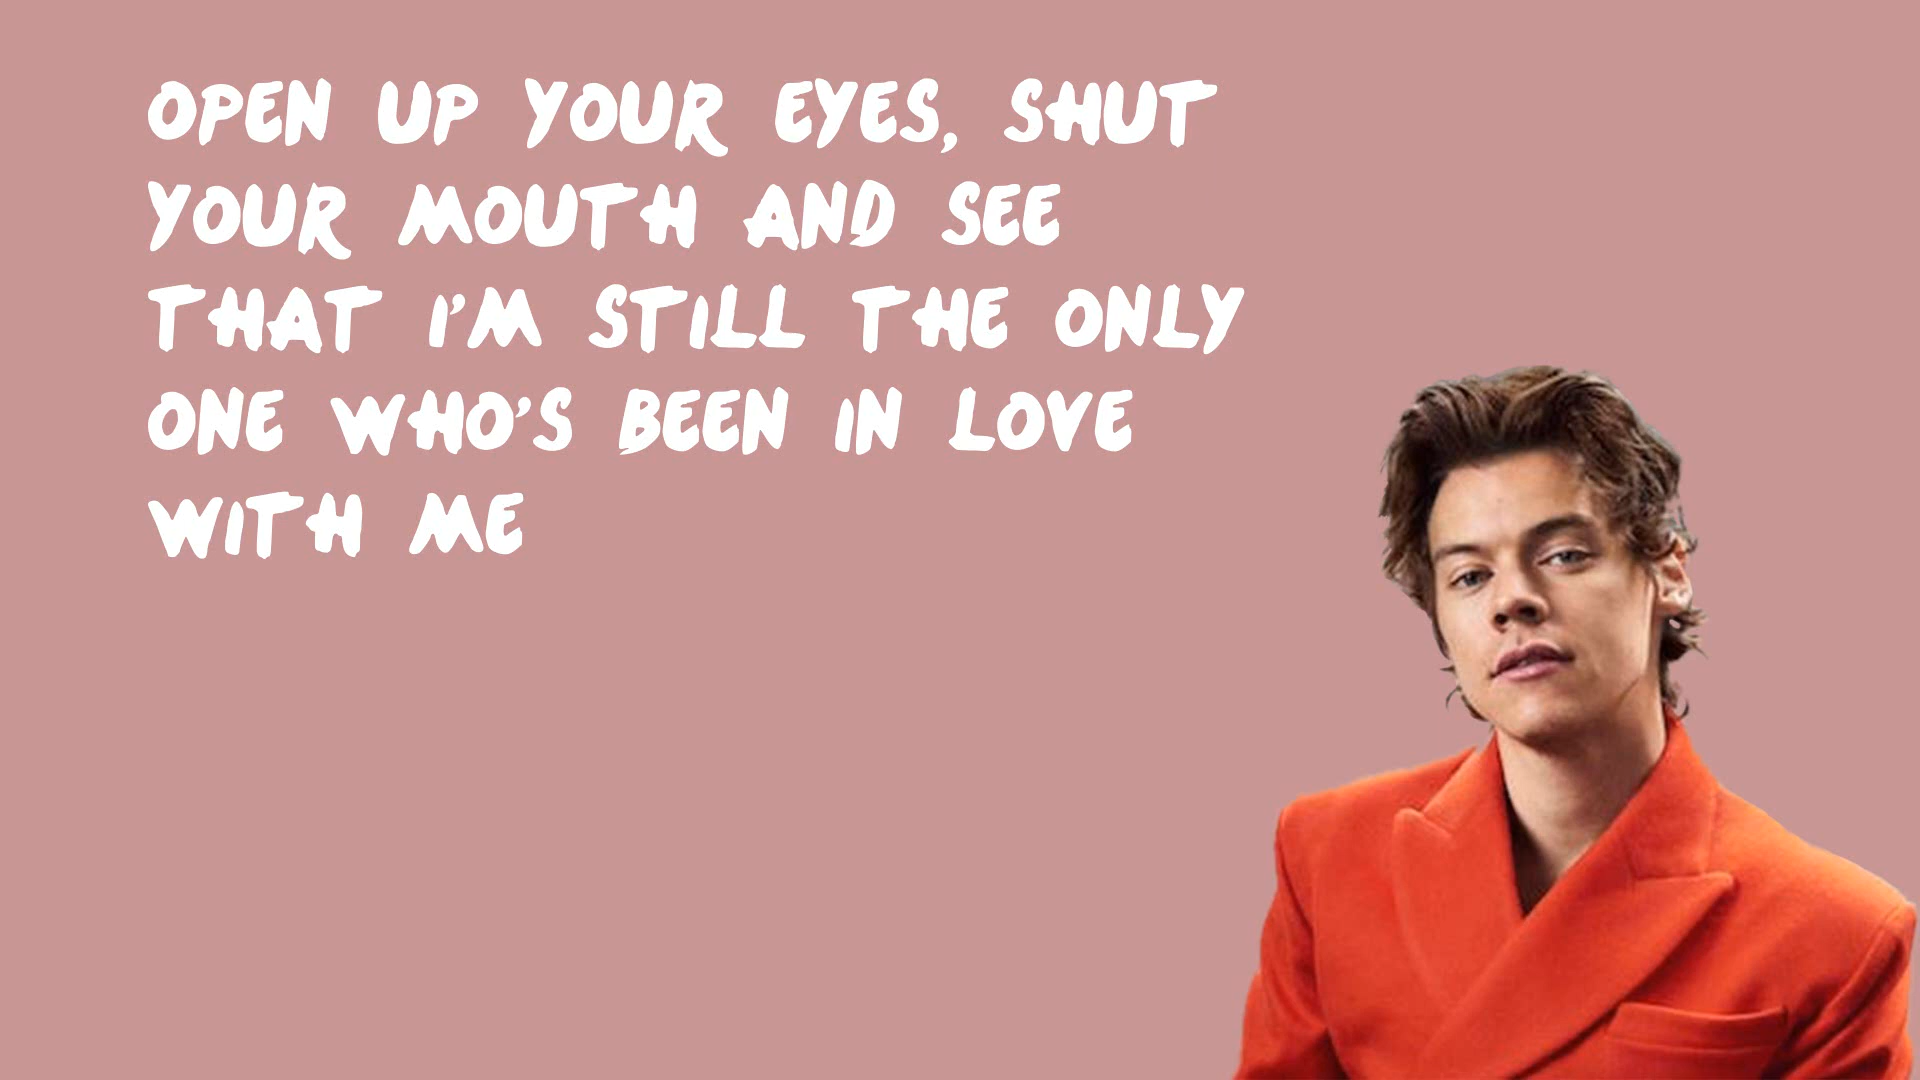 OPEN UP YOUR EYES, SHUT
YOUR MOUTH AND SEE
THAT I'M STILL THE ONLY
ONE WHO'S BEEN IN LOVE
WITH ME